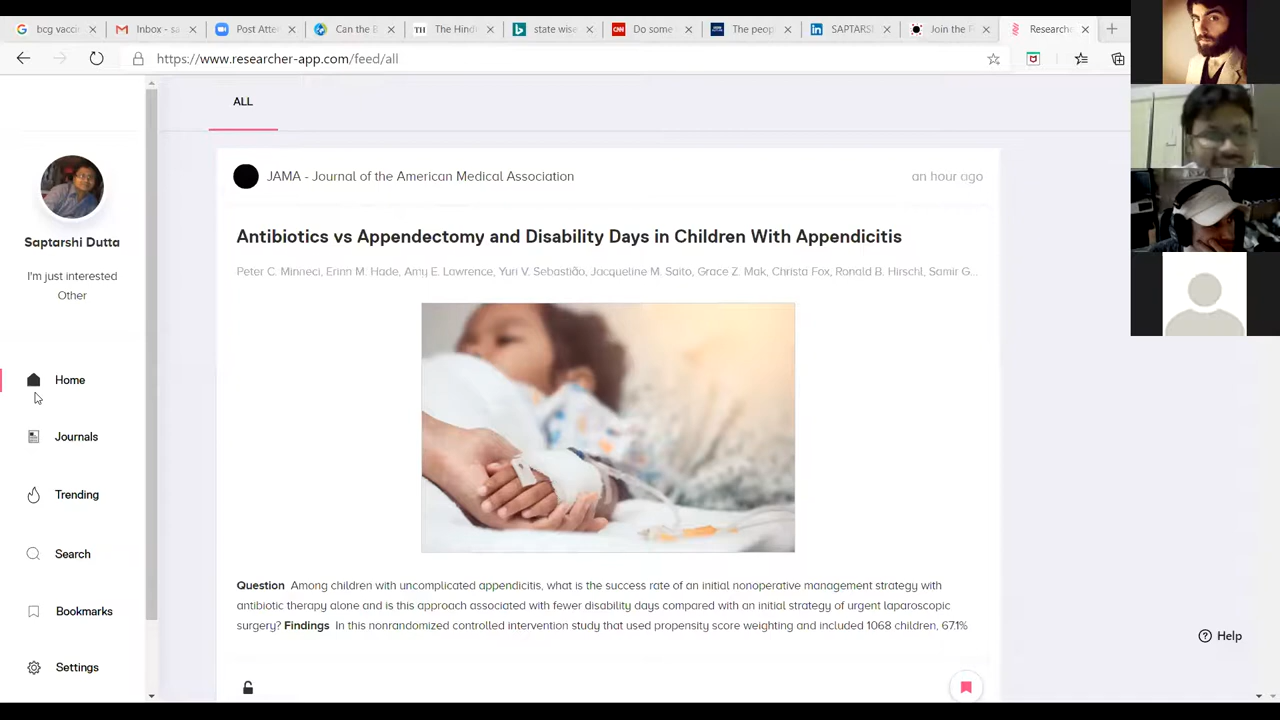 bcg vacc
Inbox - sa
Post Atte
Can the B
TH
The Hind
state wise
CNN
Do some
The peop
SAPTARS
Join the F
Researche
https://www.researcher-app.com/feed/all
ALL
Saptarshi Dutta
I'm just interested
Other
Home
Journals
Trending
Search
Bookmarks
Settings
JAMA - Journal of the American Medical Association
an hour ago
Antibiotics vs Appendectomy and Disability Days in Children With Appendicitis
Peter C. Minneci, Erinn M. Hade, Amy E. Lawrence, Yuri V. Sebastião, Jacqueline M. Saito, Grace Z. Mak, Christa Fox, Ronald B. Hirschl, Samir G...
Question Among children with uncomplicated appendicitis, what is the success rate of an initial nonoperative management strategy with
antibiotic therapy alone and is this approach associated with fewer disability days compared with an initial strategy of urgent laparoscopic
surgery? Findings In this nonrandomized controlled intervention study that used propensity score weighting and included 1068 children, 67.1%
Help